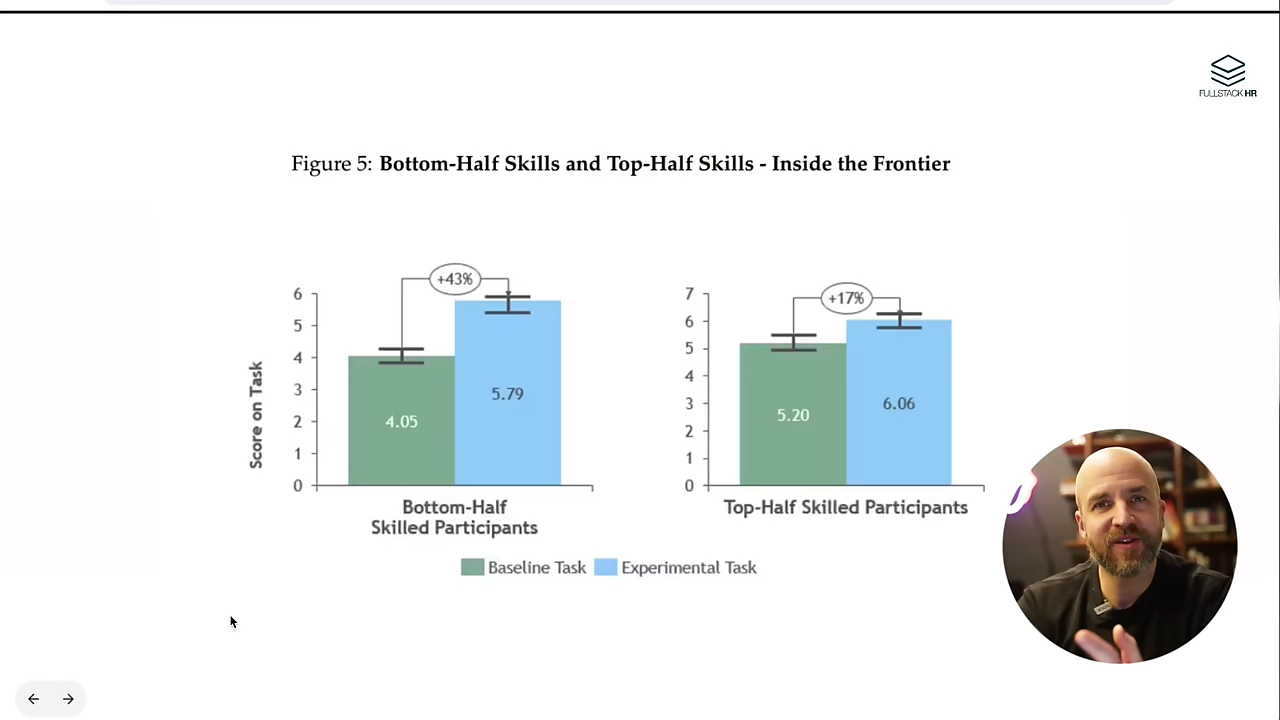 FULLSTACK HR
Figure 5: Bottom-Half Skills and Top-Half Skills - Inside the Frontier
+43%
6
5
4
3
2
1
0
Score on Task
4.05
5.79
Bottom-Half
Skilled Participants
+17%
7
6
5
4
3
2
1
0
5.20
6.06
Top-Half Skilled Participants
Baseline Task
Experimental Task